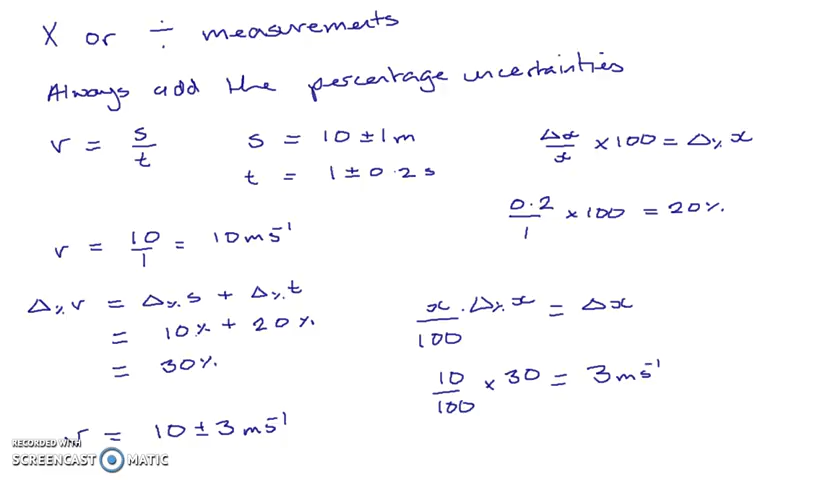 X or ÷ measurements
Always add the percentage uncertainties
v = s/t
s = 10 ± 1 m
t = 1 ± 0.2 s
Δx/x × 100 = Δ% x
0.2/1 × 100 = 20%
v = 10/1 = 10 ms⁻¹
Δ% v = Δ% s + Δ% t
= 10% + 20%
= 30%
x/100 . Δ% x = Δx
10/100 × 30 = 3 ms⁻¹
v = 10 ± 3 ms⁻¹
RECORDED WITH
SCREENCAST MATIC